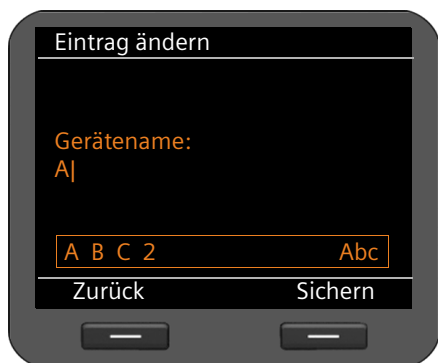 Eintrag ändern
Gerätename:
A|
A B C 2 Abc
Zurück Sichern